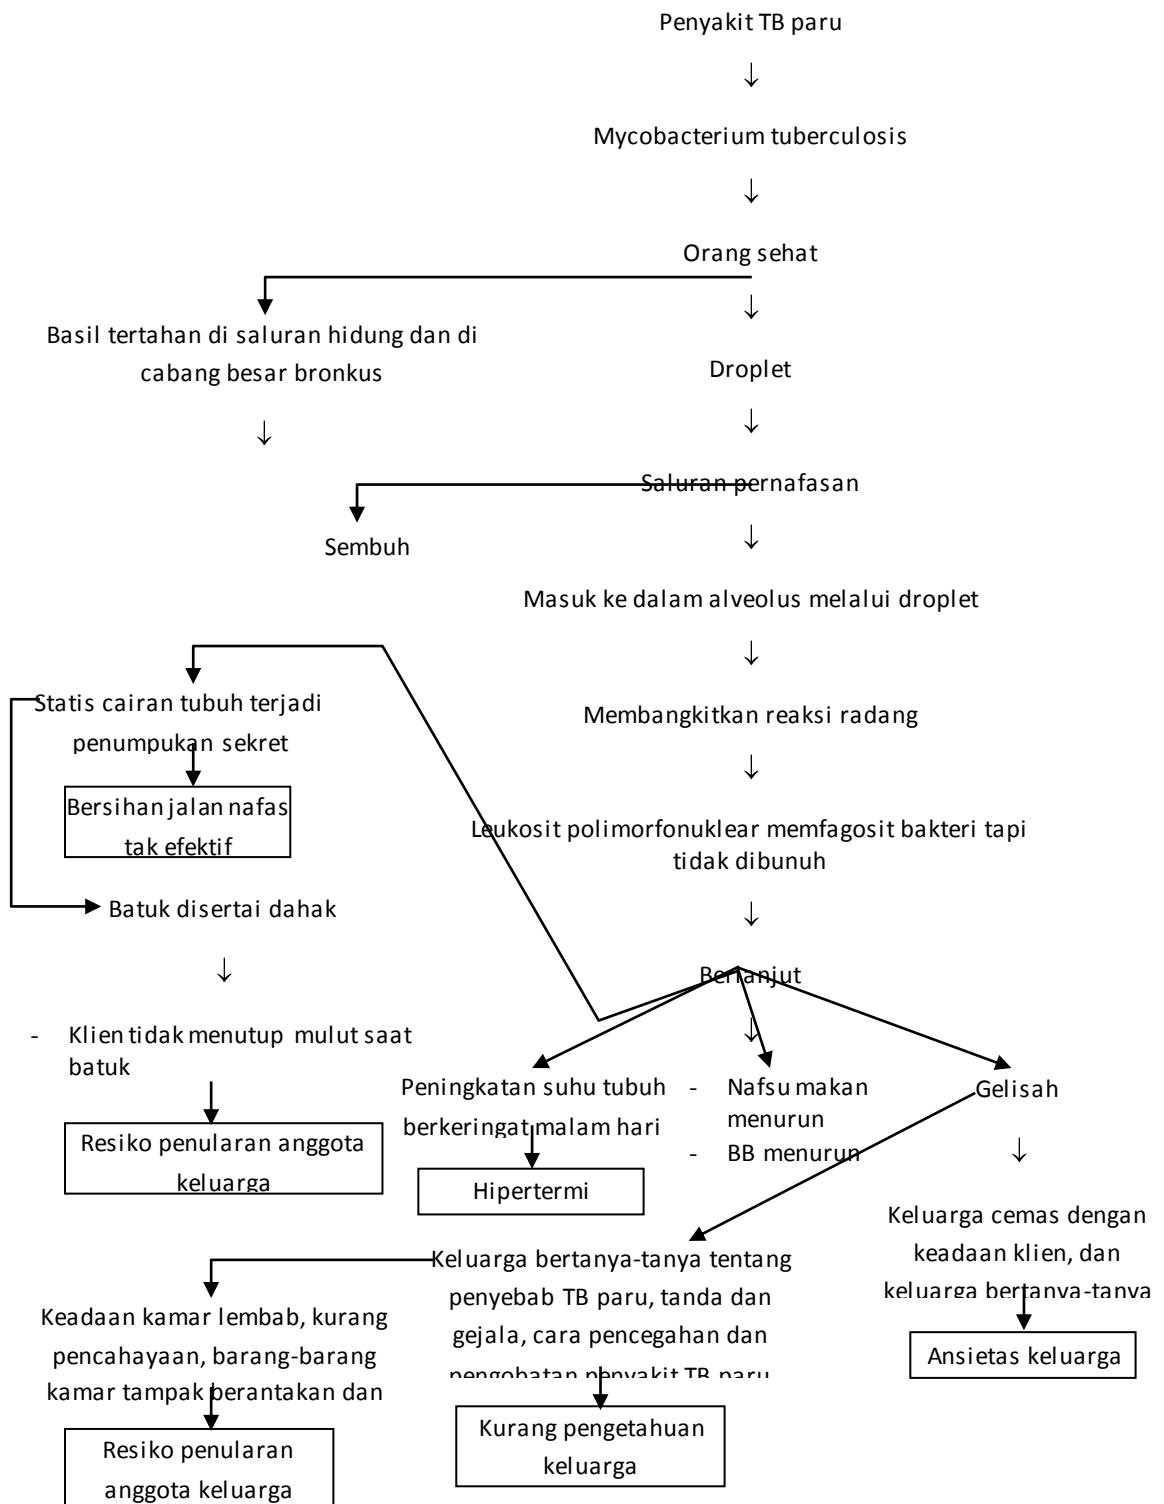 Penyakit TB paru
↓
Mycobacterium tuberculosis
↓
Orang sehat
↓
Basil tertahan di saluran hidung dan di
cabang besar bronkus
↓
Droplet
↓
Saluran pernafasan
↓
Sembuh
Masuk ke dalam alveolus melalui droplet
↓
Statis cairan tubuh terjadi
penumpukan sekret
Membangkitkan reaksi radang
↓
Bersihan jalan nafas
tak efektif
Leukosit polimorfonuklear memfagosit bakteri tapi
tidak dibunuh
↓
Batuk disertai dahak
↓
Berlanjut
↓
- Klien tidak menutup mulut saat
batuk
Resiko penularan anggota
keluarga
Peningkatan suhu tubuh
berkeringat malam hari
Hipertermi
- Nafsu makan
menurun
- BB menurun
Gelisah
↓
Keluarga cemas dengan
keadaan klien, dan
keluarga bertanya-tanya
Ansietas keluarga
Keluarga bertanya-tanya tentang
penyebab TB paru, tanda dan
gejala, cara pencegahan dan
pengobatan penyakit TB paru
Kurang pengetahuan
keluarga
Keadaan kamar lembab, kurang
pencahayaan, barang-barang
kamar tampak berantakan dan
Resiko penularan
anggota keluarga